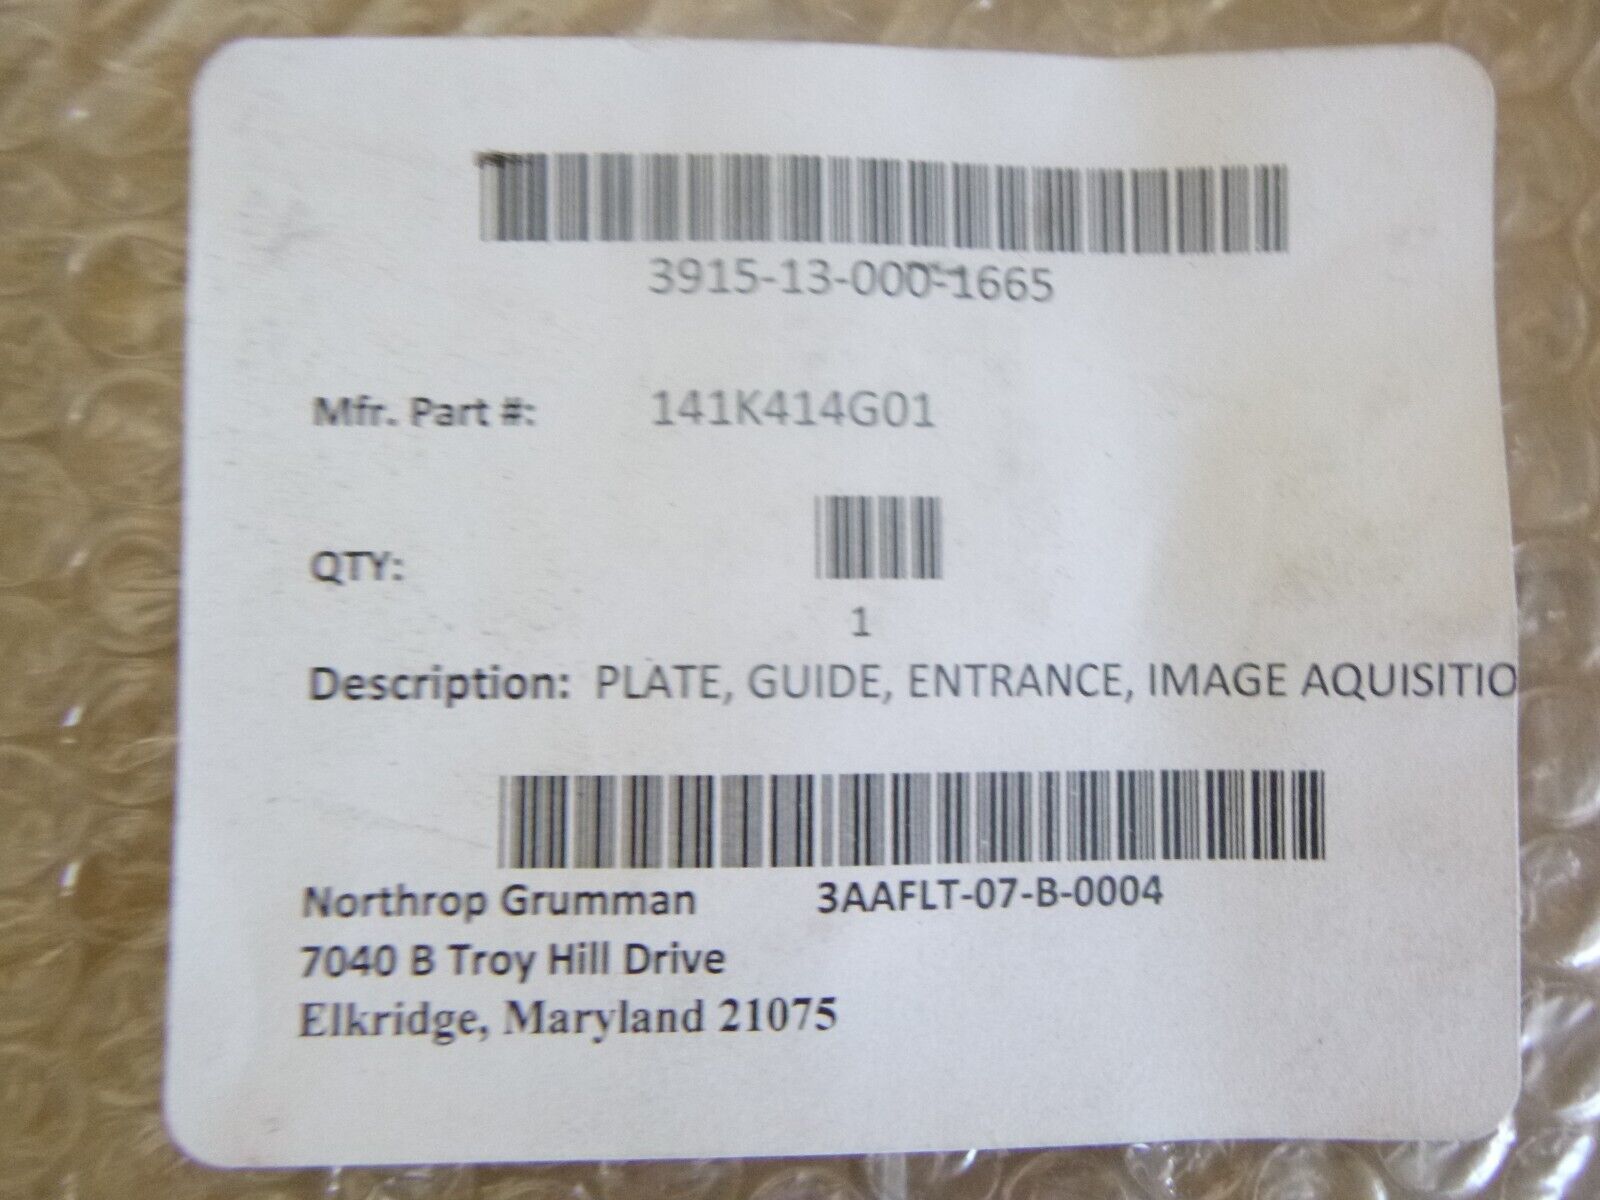 3915-13-000-1665
Mfr. Part #: 141K414G01
QTY:
1
Description: PLATE, GUIDE, ENTRANCE, IMAGE AQUISITIO
Northrop Grumman 3AAFLT-07-B-0004
7040 B Troy Hill Drive
Elkridge, Maryland 21075